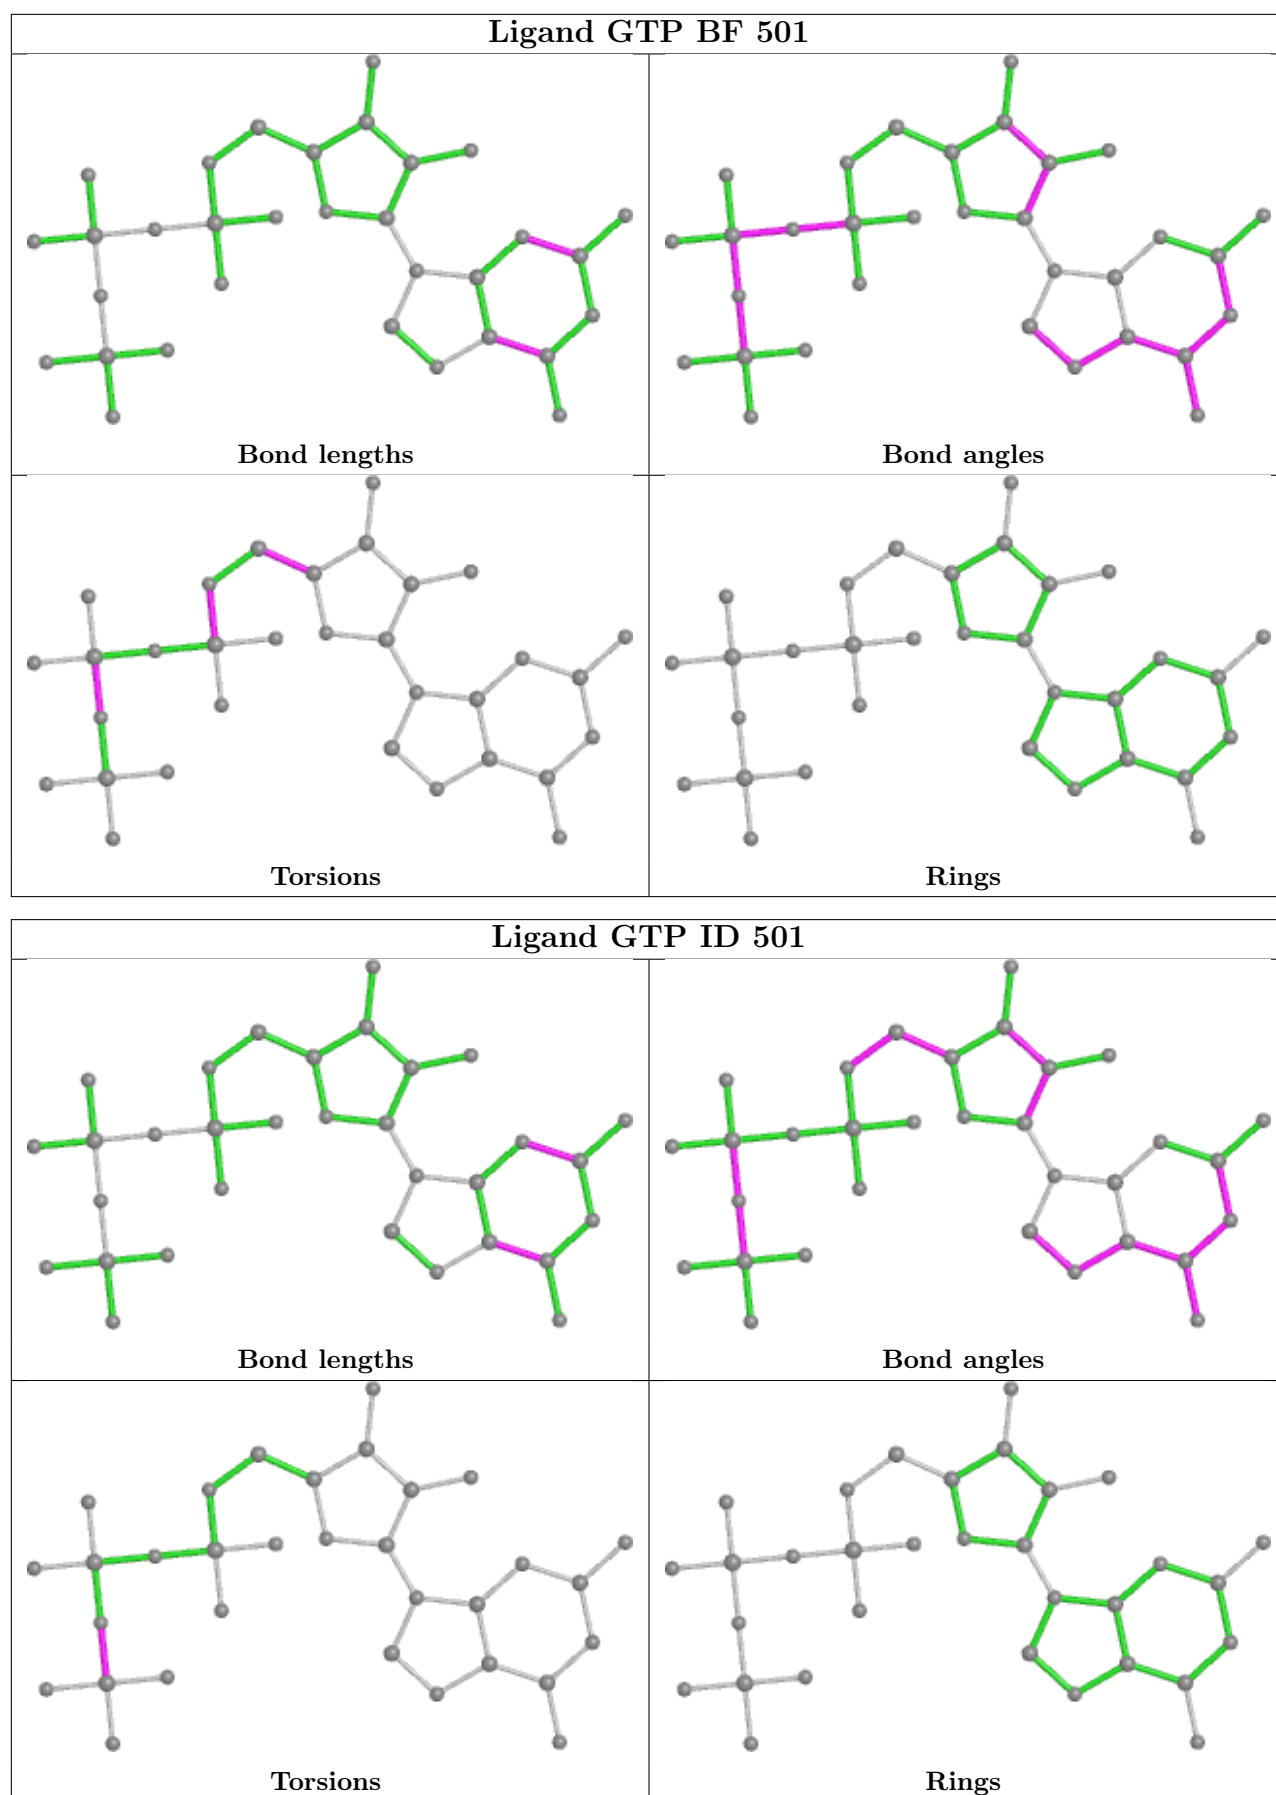 Ligand GTP BF 501
Bond lengths
Bond angles
Torsions
Rings
Ligand GTP ID 501
Bond lengths
Bond angles
Torsions
Rings